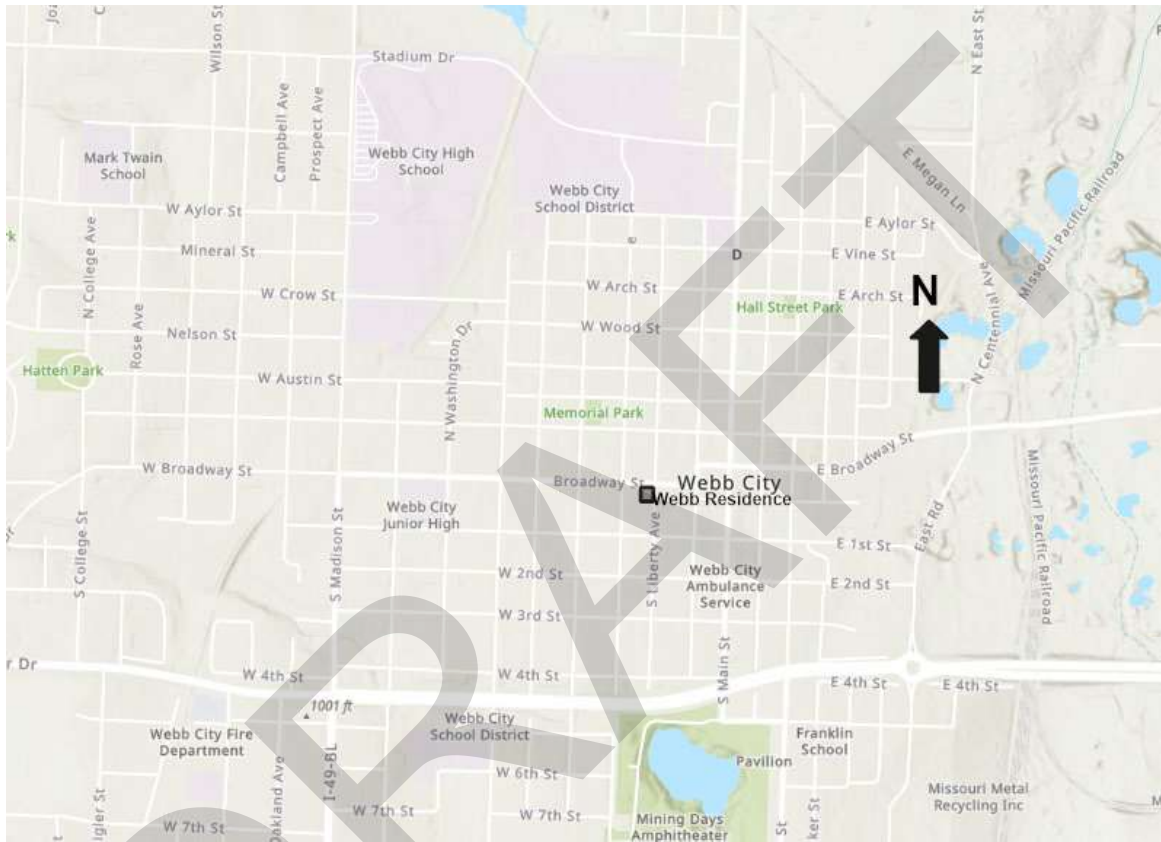 Stadium Dr
N East St
Wilson St
Campbell Ave
Prospect Ave
Mark Twain
School
Webb City High
School
Webb City
School District
E Megan Ln
Missouri Pacific Railroad
W Aylor St
E Aylor St
Mineral St
e
D
E Vine St
N College Ave
W Crow St
W Arch St
E Arch St
N
Hall Street Park
N Centennial Ave
Rose Ave
Nelson St
N Washington Dr
W Wood St
Hatten Park
W Austin St
Memorial Park
W Broadway St
Broadway St
E Broadway St
Webb City
Webb Residence
Webb City
Junior High
S College St
S Madison St
S Liberty Ave
E 1st St
East Rd
Missouri Pacific Railroad
W 2nd St
Webb City
Ambulance
Service
E 2nd St
W 3rd St
r Dr
W 4th St
W 4th St
S Main St
E 4th St
E 4th St
1001 ft
Webb City Fire
Department
Webb City
School District
Franklin
School
Pavilion
I-49-BL
Oakland Ave
W 6th St
Missouri Metal
Recycling Inc
igler St
W 7th St
W 7th St
W 7th St
Mining Days
Amphitheater
St
ker St
DRAFT